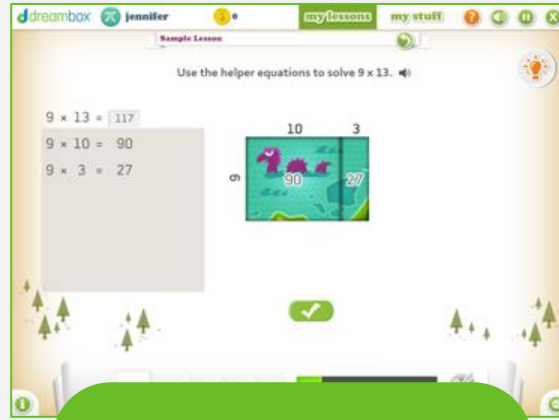 dreambox jennifer 0 my lessons my stuff ?
Sample Lesson
Use the helper equations to solve 9 x 13.
9 × 13 = 117
9 × 10 = 90
9 × 3 = 27
10 3
9
90 27